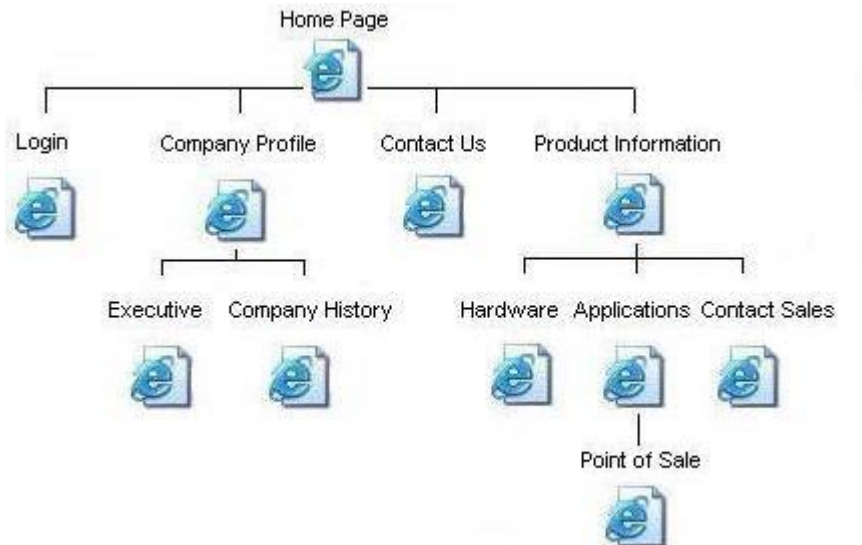 Home Page
Login
Company Profile
Contact Us
Product Information
Executive
Company History
Hardware
Applications
Contact Sales
Point of Sale